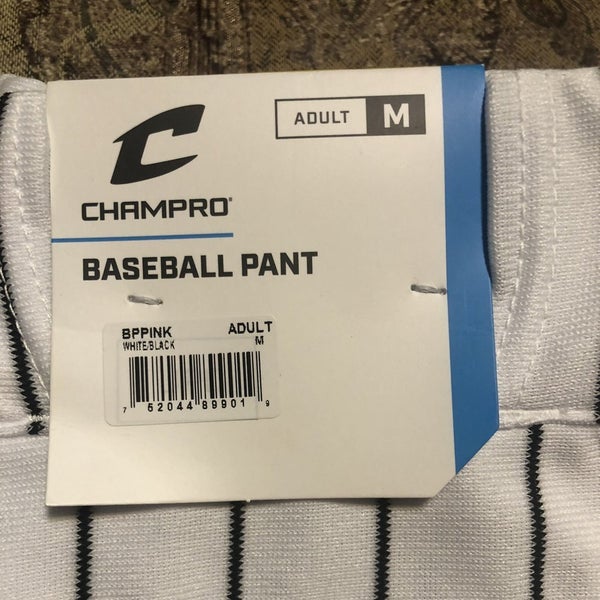 ADULT M
CHAMPRO®
BASEBALL PANT
BPPINK ADULT
WHITE/BLACK M
7 52044 89901 9